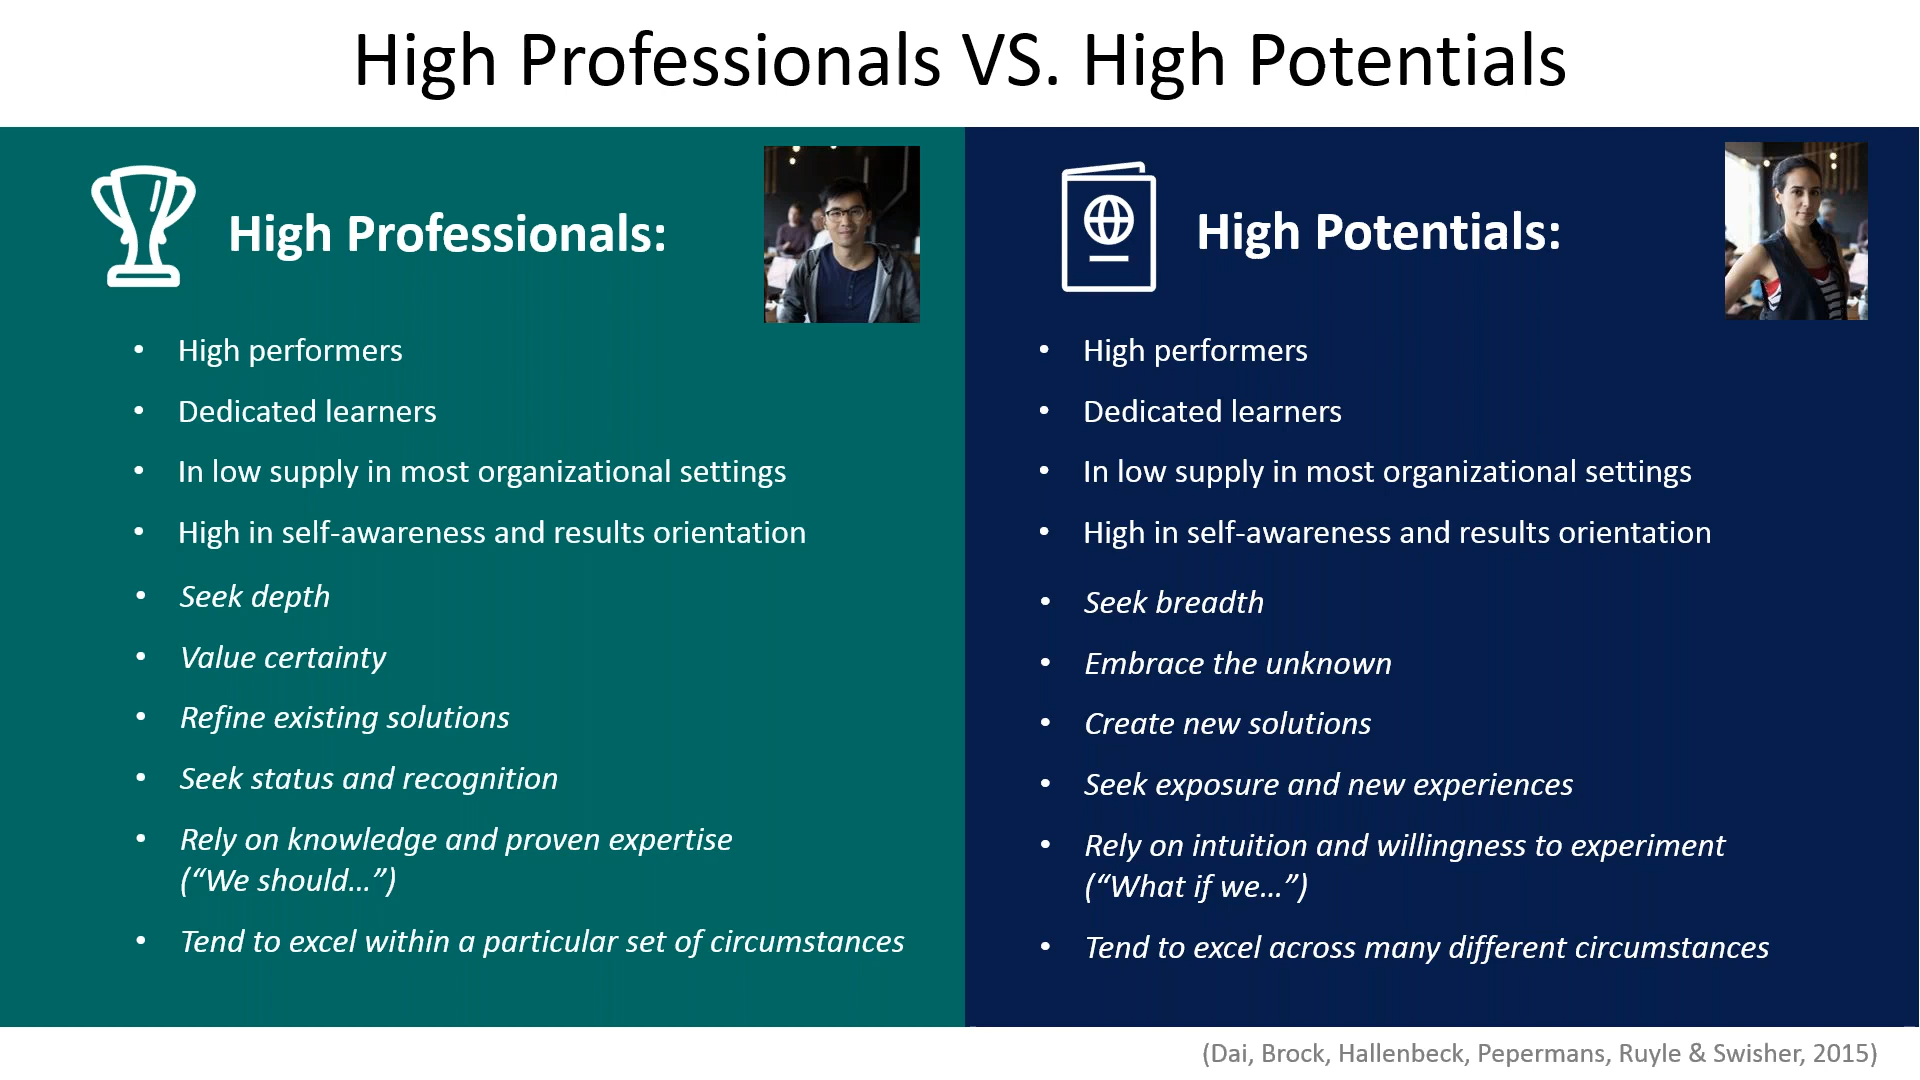 High Professionals VS. High Potentials
High Professionals:
• High performers
• Dedicated learners
• In low supply in most organizational settings
• High in self-awareness and results orientation
• Seek depth
• Value certainty
• Refine existing solutions
• Seek status and recognition
• Rely on knowledge and proven expertise
(“We should…”)
• Tend to excel within a particular set of circumstances
High Potentials:
• High performers
• Dedicated learners
• In low supply in most organizational settings
• High in self-awareness and results orientation
• Seek breadth
• Embrace the unknown
• Create new solutions
• Seek exposure and new experiences
• Rely on intuition and willingness to experiment
(“What if we…”)
• Tend to excel across many different circumstances
(Dai, Brock, Hallenbeck, Pepermans, Ruyle & Swisher, 2015)